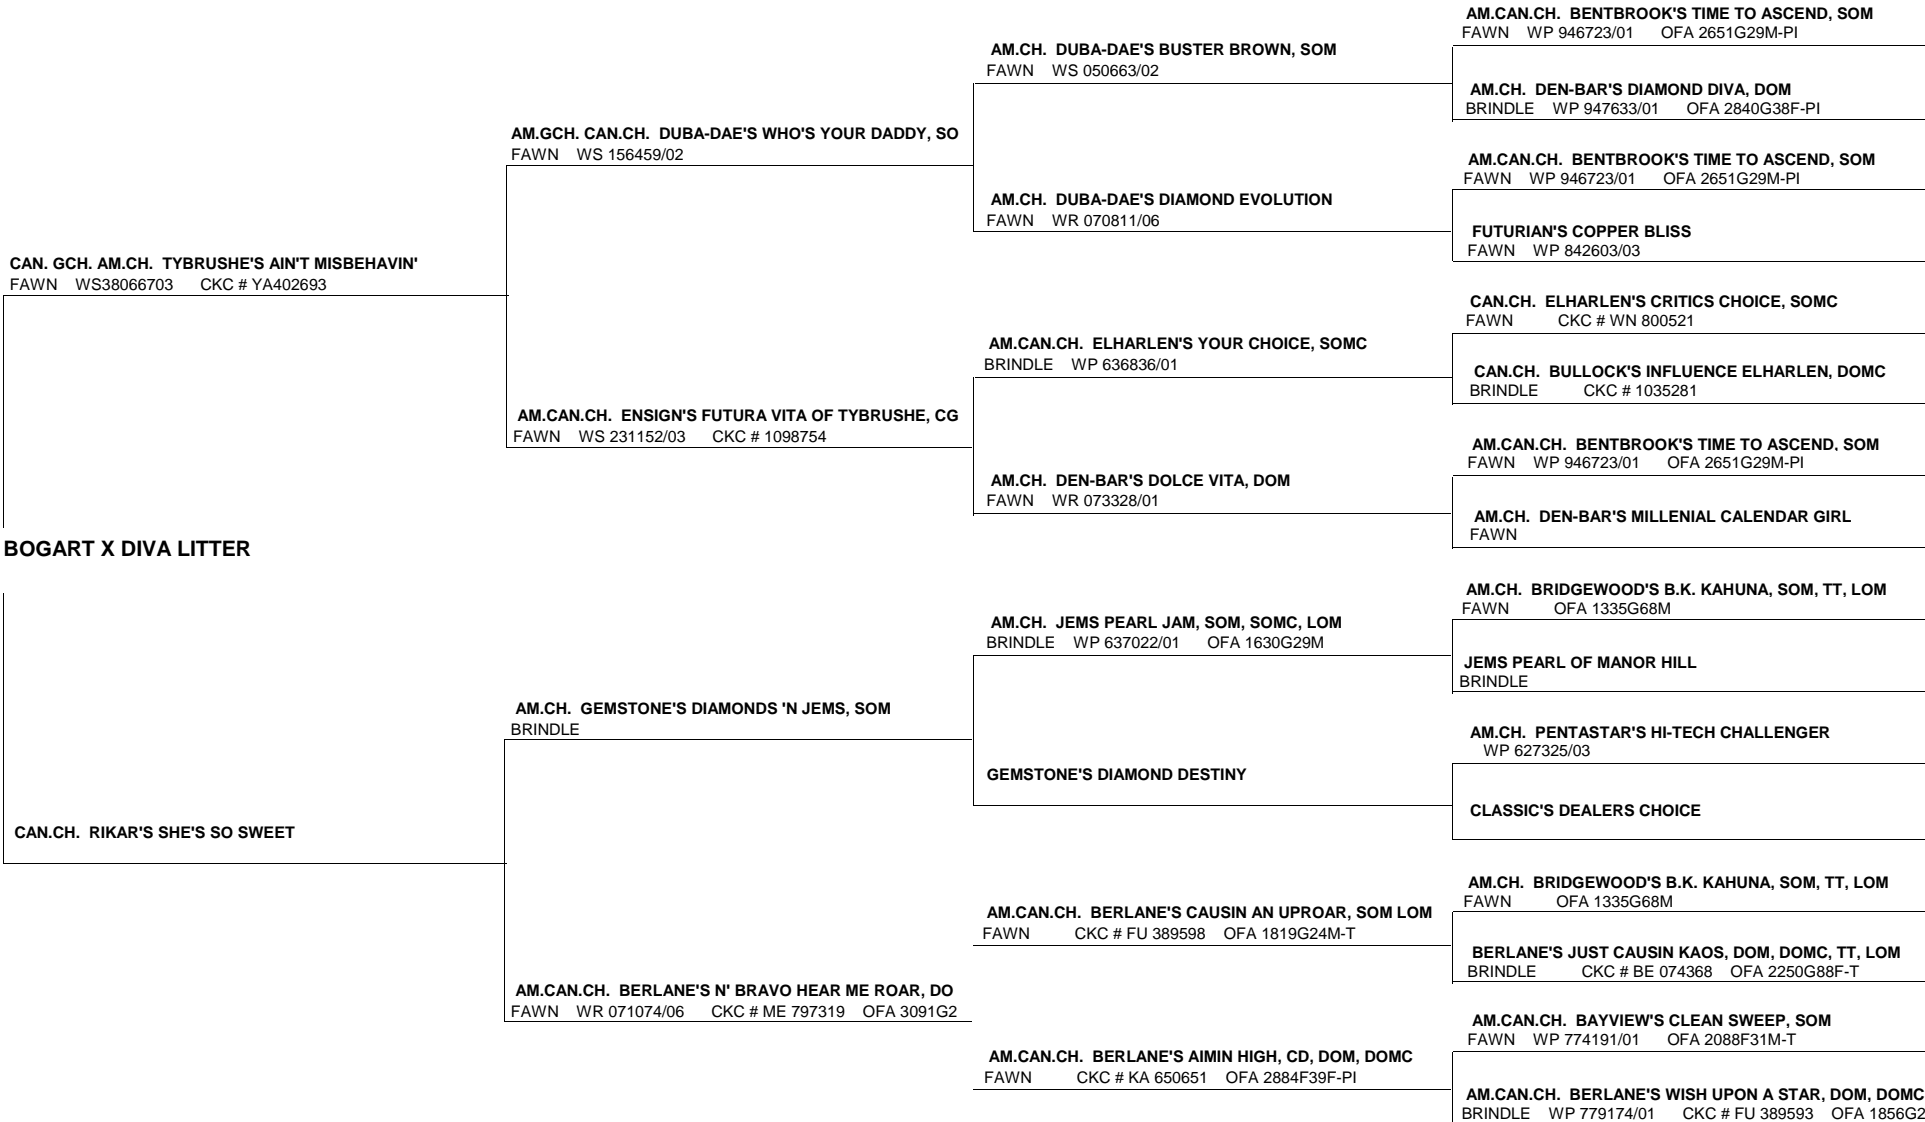 CAN. GCH. AM.CH. TYBRUSHE'S AIN'T MISBEHAVIN'
FAWN WS38066703 CKC # YA402693
BOGART X DIVA LITTER
CAN.CH. RIKAR'S SHE'S SO SWEET
AM.GCH. CAN.CH. DUBA-DAE'S WHO'S YOUR DADDY, SO
FAWN WS 156459/02
AM.CAN.CH. ENSIGN'S FUTURA VITA OF TYBRUSHE, CG
FAWN WS 231152/03 CKC # 1098754
AM.CH. GEMSTONE'S DIAMONDS 'N JEMS, SOM
BRINDLE
AM.CAN.CH. BERLANE'S N' BRAVO HEAR ME ROAR, DO
FAWN WR 071074/06 CKC # ME 797319 OFA 3091G2
AM.CH. DUBA-DAE'S BUSTER BROWN, SOM
FAWN WS 050663/02
AM.CH. DUBA-DAE'S DIAMOND EVOLUTION
FAWN WR 070811/06
AM.CAN.CH. ELHARLEN'S YOUR CHOICE, SOMC
BRINDLE WP 636836/01
AM.CH. DEN-BAR'S DOLCE VITA, DOM
FAWN WR 073328/01
AM.CH. JEMS PEARL JAM, SOM, SOMC, LOM
BRINDLE WP 637022/01 OFA 1630G29M
GEMSTONE'S DIAMOND DESTINY
AM.CAN.CH. BERLANE'S CAUSIN AN UPROAR, SOM LOM
FAWN CKC # FU 389598 OFA 1819G24M-T
AM.CAN.CH. BERLANE'S AIMIN HIGH, CD, DOM, DOMC
FAWN CKC # KA 650651 OFA 2884F39F-PI
AM.CAN.CH. BENTBROOK'S TIME TO ASCEND, SOM
FAWN WP 946723/01 OFA 2651G29M-PI
AM.CH. DEN-BAR'S DIAMOND DIVA, DOM
BRINDLE WP 947633/01 OFA 2840G38F-PI
AM.CAN.CH. BENTBROOK'S TIME TO ASCEND, SOM
FAWN WP 946723/01 OFA 2651G29M-PI
FUTURIAN'S COPPER BLISS
FAWN WP 842603/03
CAN.CH. ELHARLEN'S CRITICS CHOICE, SOMC
FAWN CKC # WN 800521
CAN.CH. BULLOCK'S INFLUENCE ELHARLEN, DOMC
BRINDLE CKC # 1035281
AM.CAN.CH. BENTBROOK'S TIME TO ASCEND, SOM
FAWN WP 946723/01 OFA 2651G29M-PI
AM.CH. DEN-BAR'S MILLENIAL CALENDAR GIRL
FAWN
AM.CH. BRIDGEWOOD'S B.K. KAHUNA, SOM, TT, LOM
FAWN OFA 1335G68M
JEMS PEARL OF MANOR HILL
BRINDLE
AM.CH. PENTASTAR'S HI-TECH CHALLENGER
WP 627325/03
CLASSIC'S DEALERS CHOICE
AM.CH. BRIDGEWOOD'S B.K. KAHUNA, SOM, TT, LOM
FAWN OFA 1335G68M
BERLANE'S JUST CAUSIN KAOS, DOM, DOMC, TT, LOM
BRINDLE CKC # BE 074368 OFA 2250G88F-T
AM.CAN.CH. BAYVIEW'S CLEAN SWEEP, SOM
FAWN WP 774191/01 OFA 2088F31M-T
AM.CAN.CH. BERLANE'S WISH UPON A STAR, DOM, DOMC
BRINDLE WP 779174/01 CKC # FU 389593 OFA 1856G2